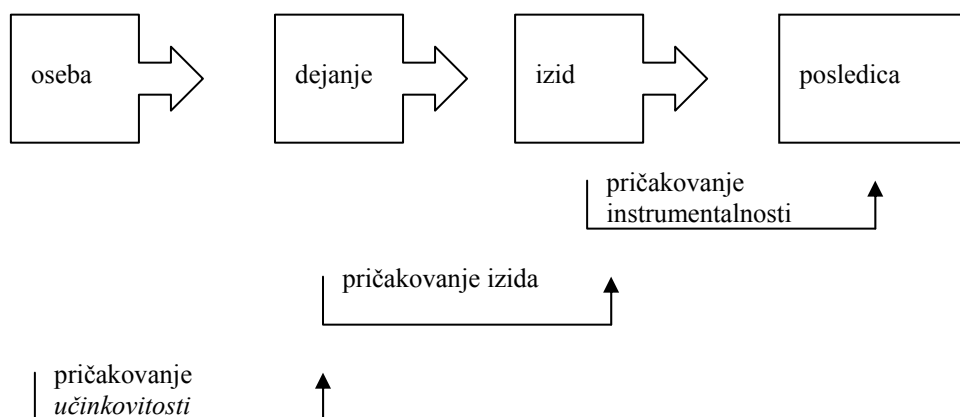 oseba dejanje izid posledica
pričakovanje
instrumentalnosti
pričakovanje izida
pričakovanje
učinkovitosti